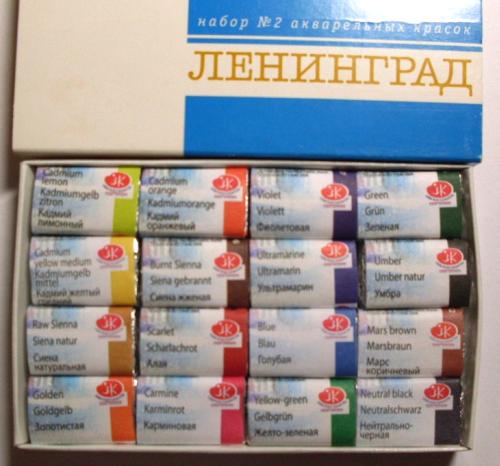 набор №2 акварельных красок
ЛЕНИНГРАД
Cadmium
lemon
Kadmiumgelb
zitron
Кадмий
лимонный
Cadmium
orange
Kadmiumorange
Кадмий
оранжевый
Violet
Violett
Фиолетовая
Green
Grün
Зеленая
Cadmium
yellow medium
Kadmiumgelb
mittel
Кадмий желтый
средний
Burnt Sienna
Siena gebrannt
Сиена жженая
Ultramarine
Ultramarin
Ультрамарин
Umber
Umber natur
Умбра
Raw Sienna
Siena natur
Сиена
натуральная
Scarlet
Scharlachrot
Алая
Blue
Blau
Голубая
Mars brown
Marsbraun
Марс
коричневый
Golden
Goldgelb
Золотистая
Carmine
Karminrot
Карминовая
Yellow-green
Gelbgrün
Желто-зеленая
Neutral black
Neutralschwarz
Нейтрально-
черная